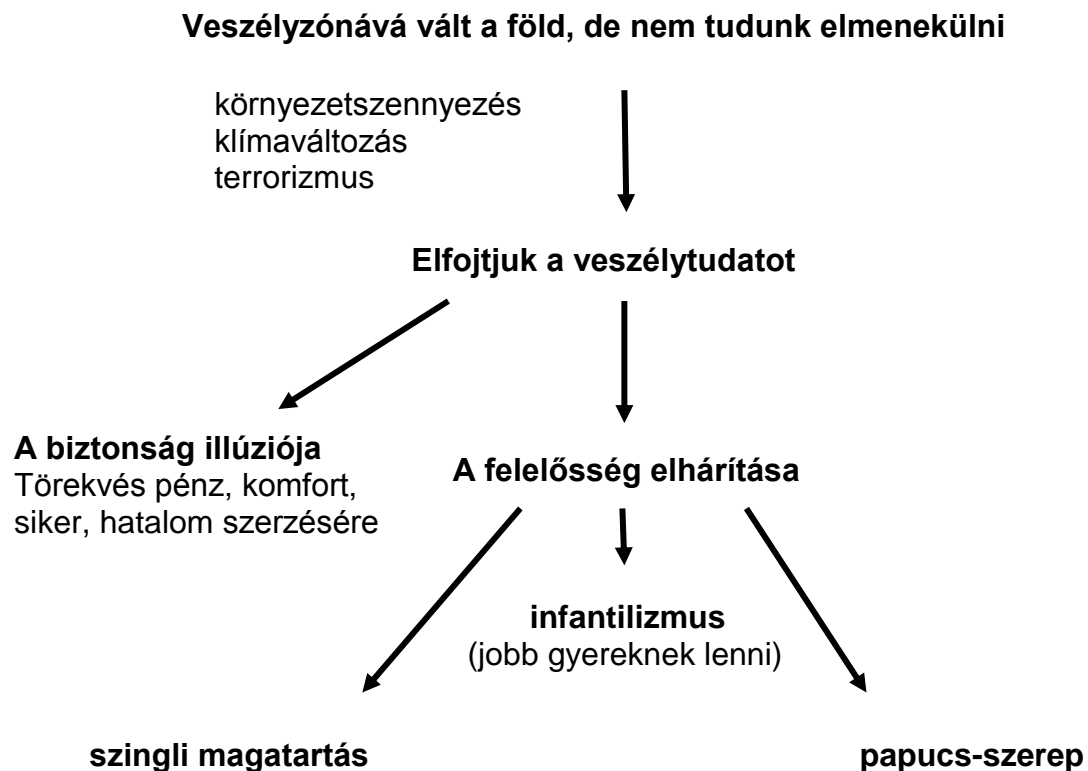 Veszélyzónává vált a föld, de nem tudunk elmenekülni
környezetszennyezés
klímaváltozás
terrorizmus
Elfojtjuk a veszélytudatot
A biztonság illúziója
Törekvés pénz, komfort,
siker, hatalom szerzésére
A felelősség elhárítása
infantilizmus
(jobb gyereknek lenni)
szingli magatartás
papucs-szerep